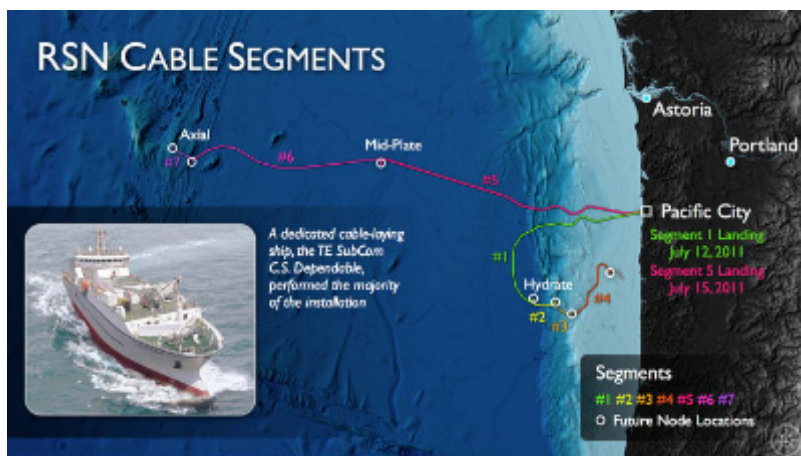 RSN CABLE SEGMENTS
Axial
#7
#6
Mid-Plate
#5
Astoria
Portland
Pacific City
Segment 1 Landing
July 12, 2011
Segment 5 Landing
July 15, 2011
#1
Hydrate
#2
#3
#4
A dedicated cable-laying
ship, the TE SubCom
C.S. Dependable,
performed the majority
of the installation
Segments
#1 #2 #3 #4 #5 #6 #7
Future Node Locations